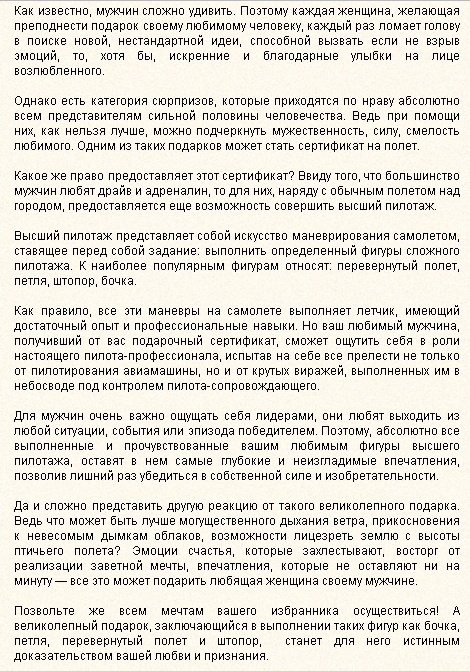 Как известно, мужчин сложно удивить. Поэтому каждая женщина, желающая
преподнести подарок своему любимому человеку, каждый раз ломает голову
в поиске новой, нестандартной идеи, способной вызвать если не взрыв
эмоций, то, хотя бы, искренние и благодарные улыбки на лице
возлюбленного.
Однако есть категория сюрпризов, которые приходятся по нраву абсолютно
всем представителям сильной половины человечества. Ведь при помощи
них, как нельзя лучше, можно подчеркнуть мужественность, силу, смелость
любимого. Одним из таких подарков может стать сертификат на полет.
Какое же право предоставляет этот сертификат? Ввиду того, что большинство
мужчин любят драйв и адреналин, то для них, наряду с обычным полетом над
городом, предоставляется еще возможность совершить высший пилотаж.
Высший пилотаж представляет собой искусство маневрирования самолетом,
ставящее перед собой задание: выполнить определенный фигуры сложного
пилотажа. К наиболее популярным фигурам относят: перевернутый полет,
петля, штопор, бочка.
Как правило, все эти маневры на самолете выполняет летчик, имеющий
достаточный опыт и профессиональные навыки. Но ваш любимый мужчина,
получивший от вас подарочный сертификат, сможет ощутить себя в роли
настоящего пилота-профессионала, испытав на себе все прелести не только
от пилотирования авиамашины, но и от крутых виражей, выполненных им в
небосводе под контролем пилота-сопровождающего.
Для мужчин очень важно ощущать себя лидерами, они любят выходить из
любой ситуации, события или эпизода победителем. Поэтому, абсолютно все
выполненные и прочувствованные вашим любимым фигуры высшего
пилотажа, оставят в нем самые глубокие и неизгладимые впечатления,
позволив лишний раз убедиться в собственной силе и изобретательности.
Да и сложно представить другую реакцию от такого великолепного подарка.
Ведь что может быть лучше могущественного дыхания ветра, прикосновения
к невесомым дымкам облаков, возможности лицезреть землю с высоты
птичьего полета? Эмоции счастья, которые захлестывают, восторг от
реализации заветной мечты, впечатления, которые не оставляют ни на
минуту — все это может подарить любящая женщина своему мужчине.
Позвольте же всем мечтам вашего избранника осуществиться! А
великолепный подарок, заключающийся в выполнении таких фигур как бочка,
петля, перевернутый полет и штопор, станет для него истинным
доказательством вашей любви и признания.